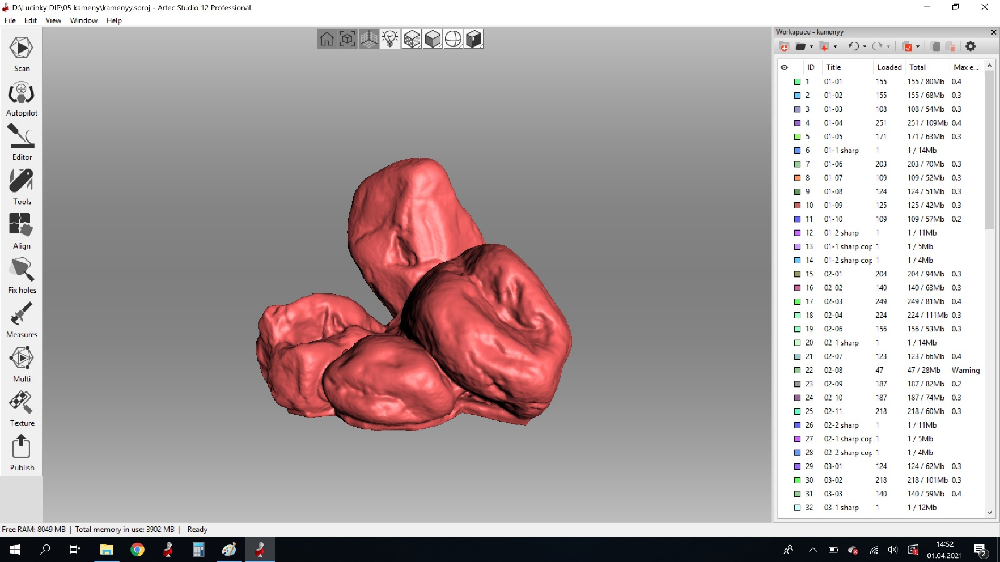 D:\Lucinky DIP\05 kameny\kamenyy.sproj - Artec Studio 12 Professional
File Edit View Window Help
Scan
Autopilot
Editor
Tools
Align
Fix holes
Measures
Multi
Texture
Publish
Workspace - kamenyy
ID Title Loaded Total Max e...
1 01-01 155 155 / 80Mb 0.4
2 01-02 155 155 / 68Mb 0.3
3 01-03 108 108 / 54Mb 0.3
4 01-04 251 251 / 109Mb 0.4
5 01-05 171 171 / 63Mb 0.3
6 01-1 sharp 1 1 / 14Mb
7 01-06 203 203 / 70Mb 0.3
8 01-07 109 109 / 52Mb 0.3
9 01-08 124 124 / 51Mb 0.3
10 01-09 125 125 / 42Mb 0.3
11 01-10 109 109 / 57Mb 0.2
12 01-2 sharp 1 1 / 11Mb
13 01-1 sharp cop 1 1 / 5Mb
14 01-2 sharp cop 1 1 / 4Mb
15 02-01 204 204 / 94Mb 0.3
16 02-02 140 140 / 63Mb 0.3
17 02-03 249 249 / 81Mb 0.4
18 02-04 224 224 / 111Mb 0.3
19 02-06 156 156 / 53Mb 0.3
20 02-1 sharp 1 1 / 14Mb
21 02-07 123 123 / 66Mb 0.4
22 02-08 47 47 / 28Mb Warning
23 02-09 187 187 / 82Mb 0.2
24 02-10 187 187 / 74Mb 0.3
25 02-11 218 218 / 60Mb 0.3
26 02-2 sharp 1 1 / 11Mb
27 02-1 sharp cop 1 1 / 5Mb
28 02-2 sharp cop 1 1 / 4Mb
29 03-01 124 124 / 62Mb 0.3
30 03-02 218 218 / 101Mb 0.3
31 03-03 140 140 / 59Mb 0.4
32 03-1 sharp 1 1 / 12Mb
Free RAM: 8049 MB | Total memory in use: 3902 MB | Ready
14:52
01.04.2021
2